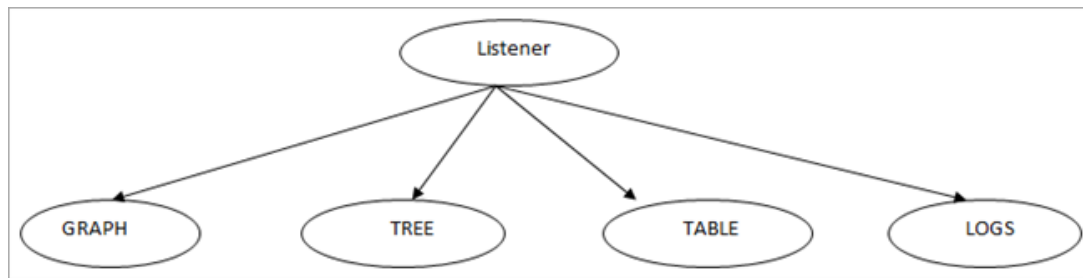 Listener
GRAPH
TREE
TABLE
LOGS